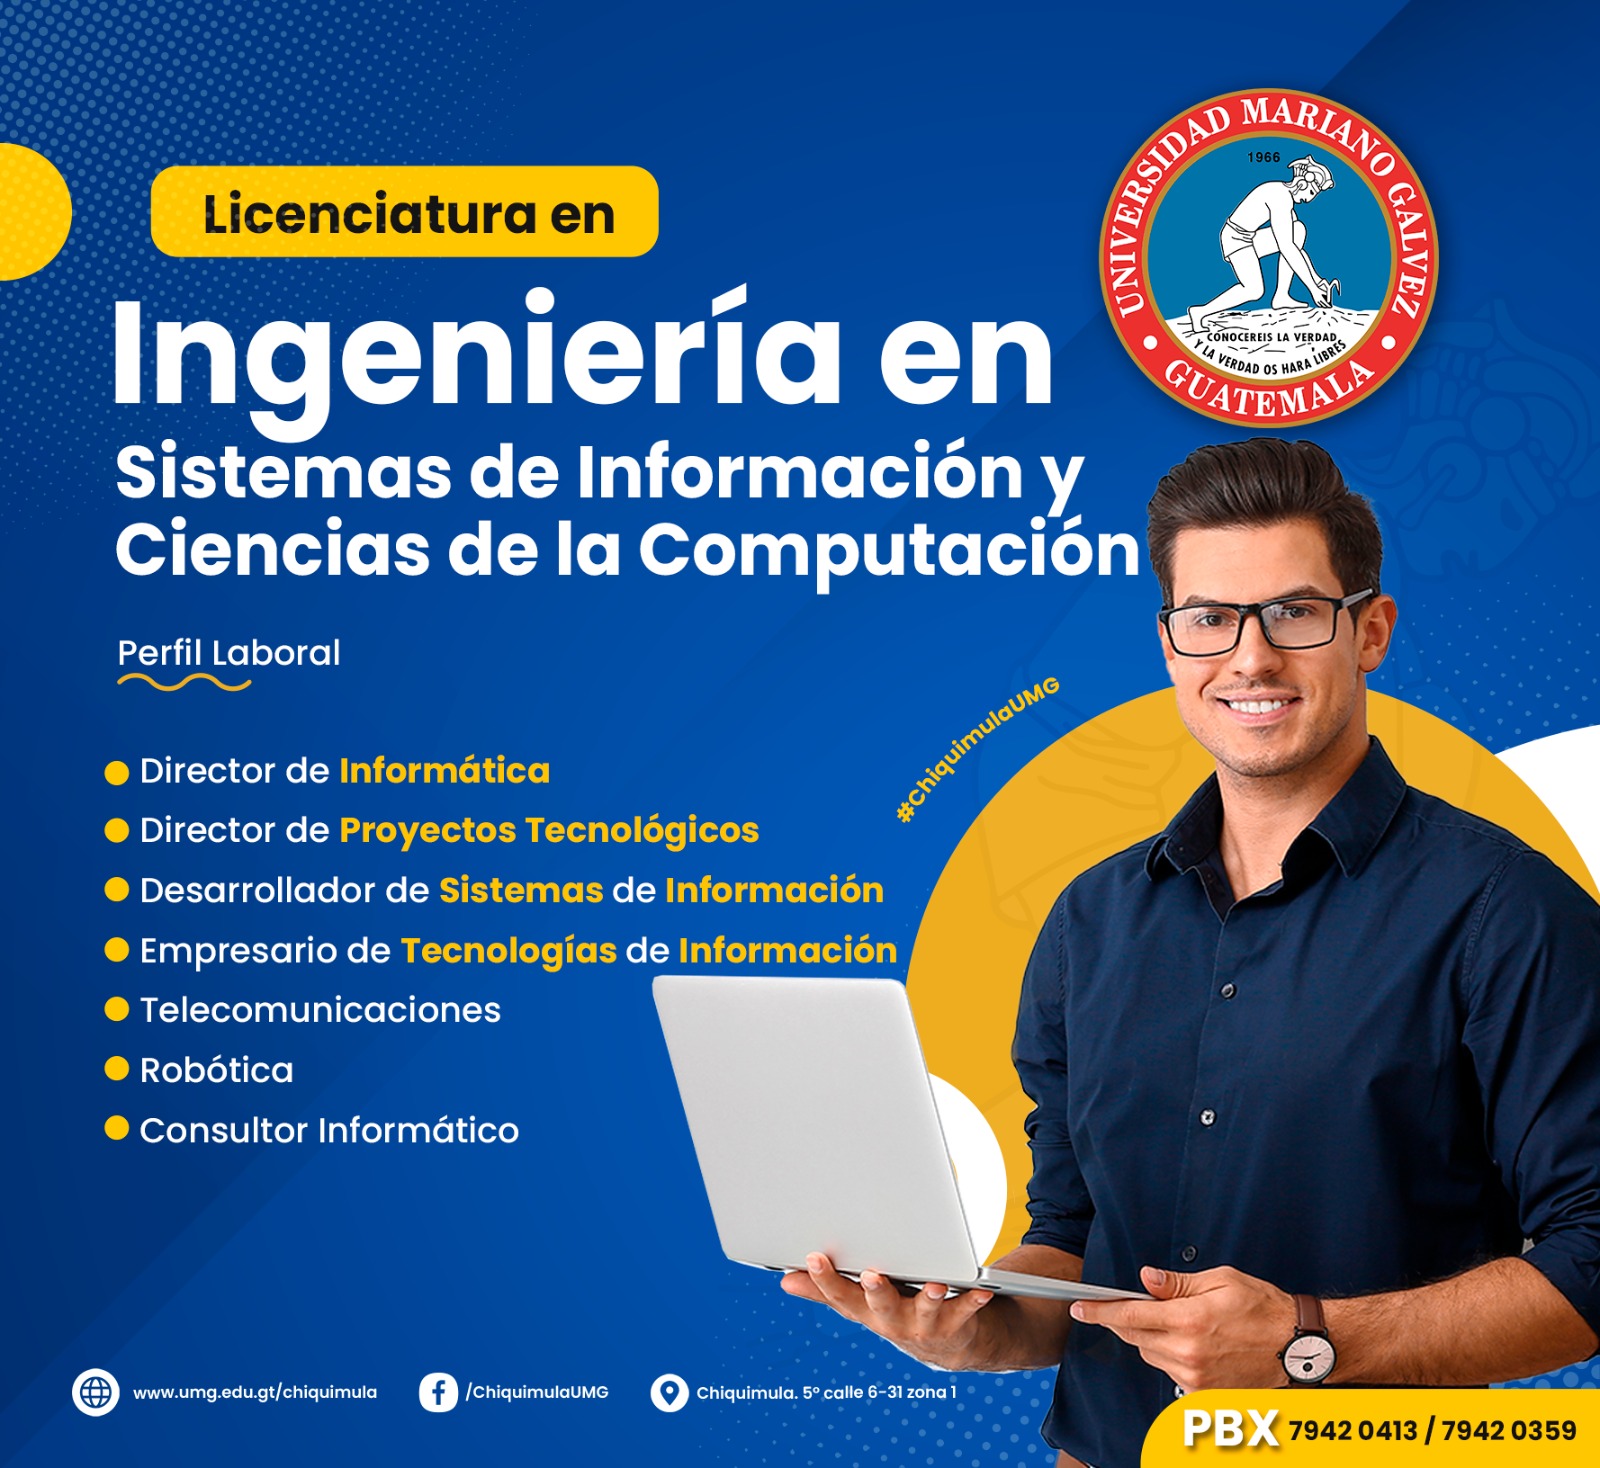 UNIVERSIDAD MARIANO GALVEZ
1966
CONOCEREIS LA VERDAD
Y LA VERDAD OS HARA LIBRES
GUATEMALA
Licenciatura en
Ingeniería en
Sistemas de Información y
Ciencias de la Computación
Perfil Laboral
#ChiquimulaUMG
Director de Informática
Director de Proyectos Tecnológicos
Desarrollador de Sistemas de Información
Empresario de Tecnologías de Información
Telecomunicaciones
Robótica
Consultor Informático
www.umg.edu.gt/chiquimula
/ChiquimulaUMG
Chiquimula. 5º calle 6-31 zona 1
PBX 7942 0413 / 7942 0359